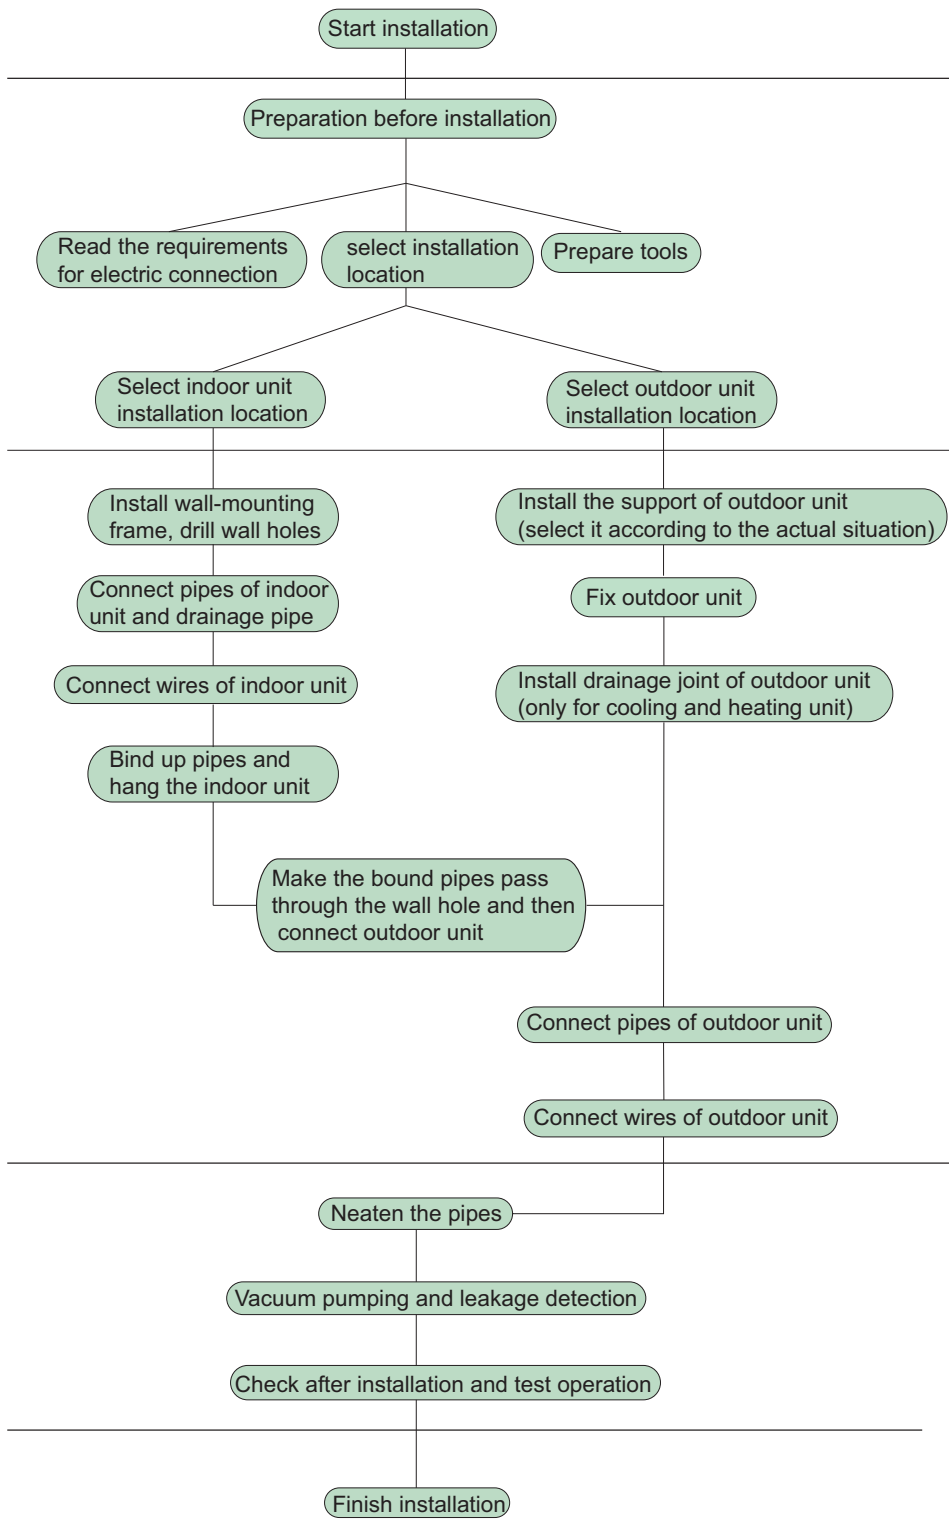 Start installation
Preparation before installation
Read the requirements
for electric connection
select installation
location
Prepare tools
Select indoor unit
installation location
Select outdoor unit
installation location
Install wall-mounting
frame, drill wall holes
Install the support of outdoor unit
(select it according to the actual situation)
Connect pipes of indoor
unit and drainage pipe
Fix outdoor unit
Connect wires of indoor unit
Install drainage joint of outdoor unit
(only for cooling and heating unit)
Bind up pipes and
hang the indoor unit
Make the bound pipes pass
through the wall hole and then
connect outdoor unit
Connect pipes of outdoor unit
Connect wires of outdoor unit
Neaten the pipes
Vacuum pumping and leakage detection
Check after installation and test operation
Finish installation